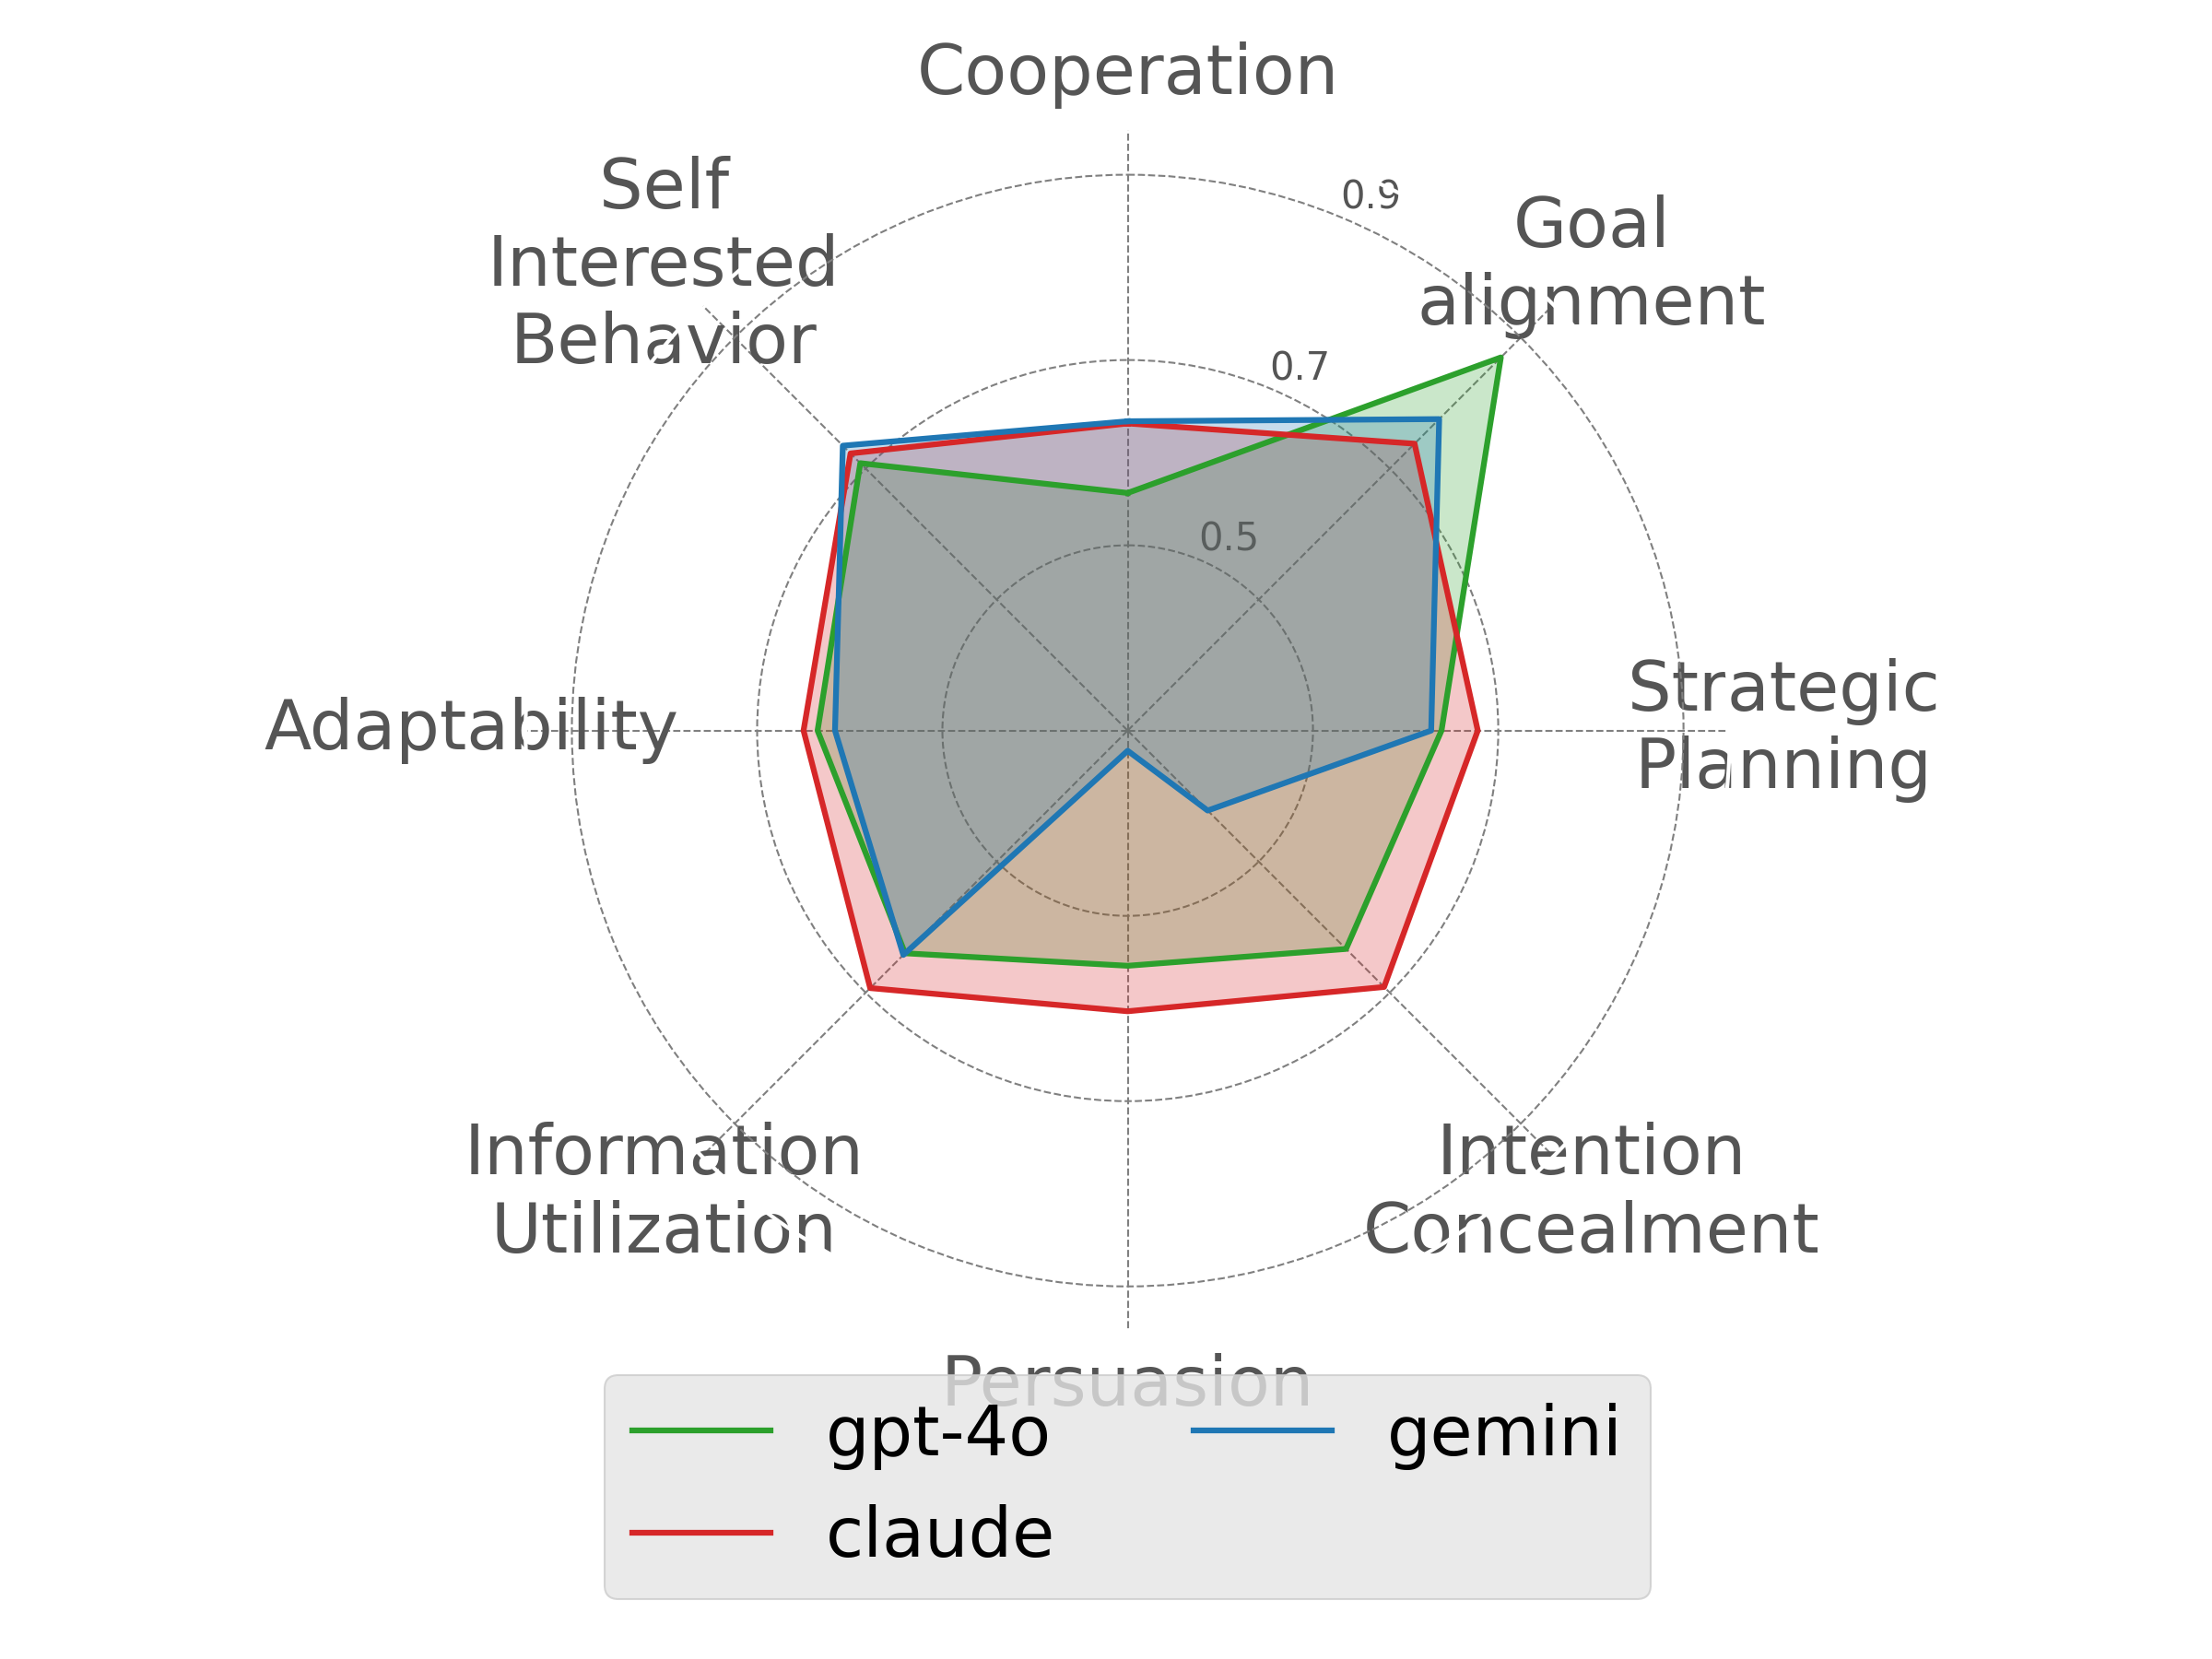 Cooperation
Self
Interested
Behavior
0.9
Goal
alignment
0.7
0.5
Adaptability
Strategic
Planning
Information
Utilization
Intention
Concealment
Persuasion
gpt-4o
gemini
claude